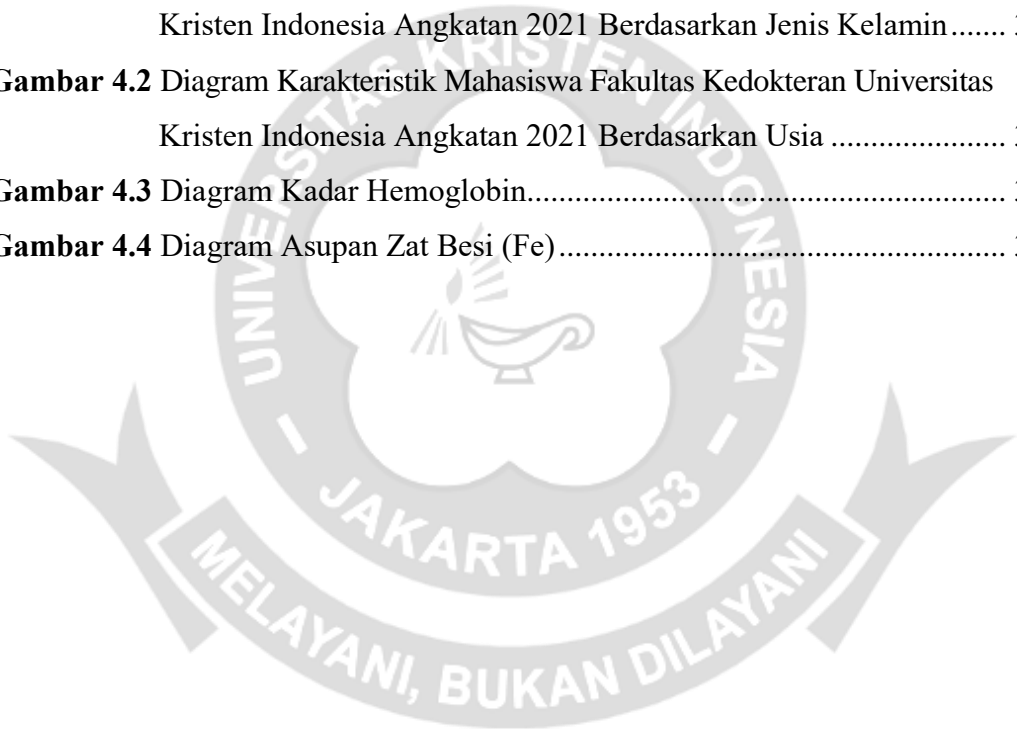 Kristen Indonesia Angkatan 2021 Berdasarkan Jenis Kelamin.......
Gambar 4.2 Diagram Karakteristik Mahasiswa Fakultas Kedokteran Universitas
Kristen Indonesia Angkatan 2021 Berdasarkan Usia ....................
Gambar 4.3 Diagram Kadar Hemoglobin.......................................................
Gambar 4.4 Diagram Asupan Zat Besi (Fe)...................................................
UNIVERSITAS KRISTEN INDONESIA
JAKARTA 1953
MELAYANI, BUKAN DILAYANI